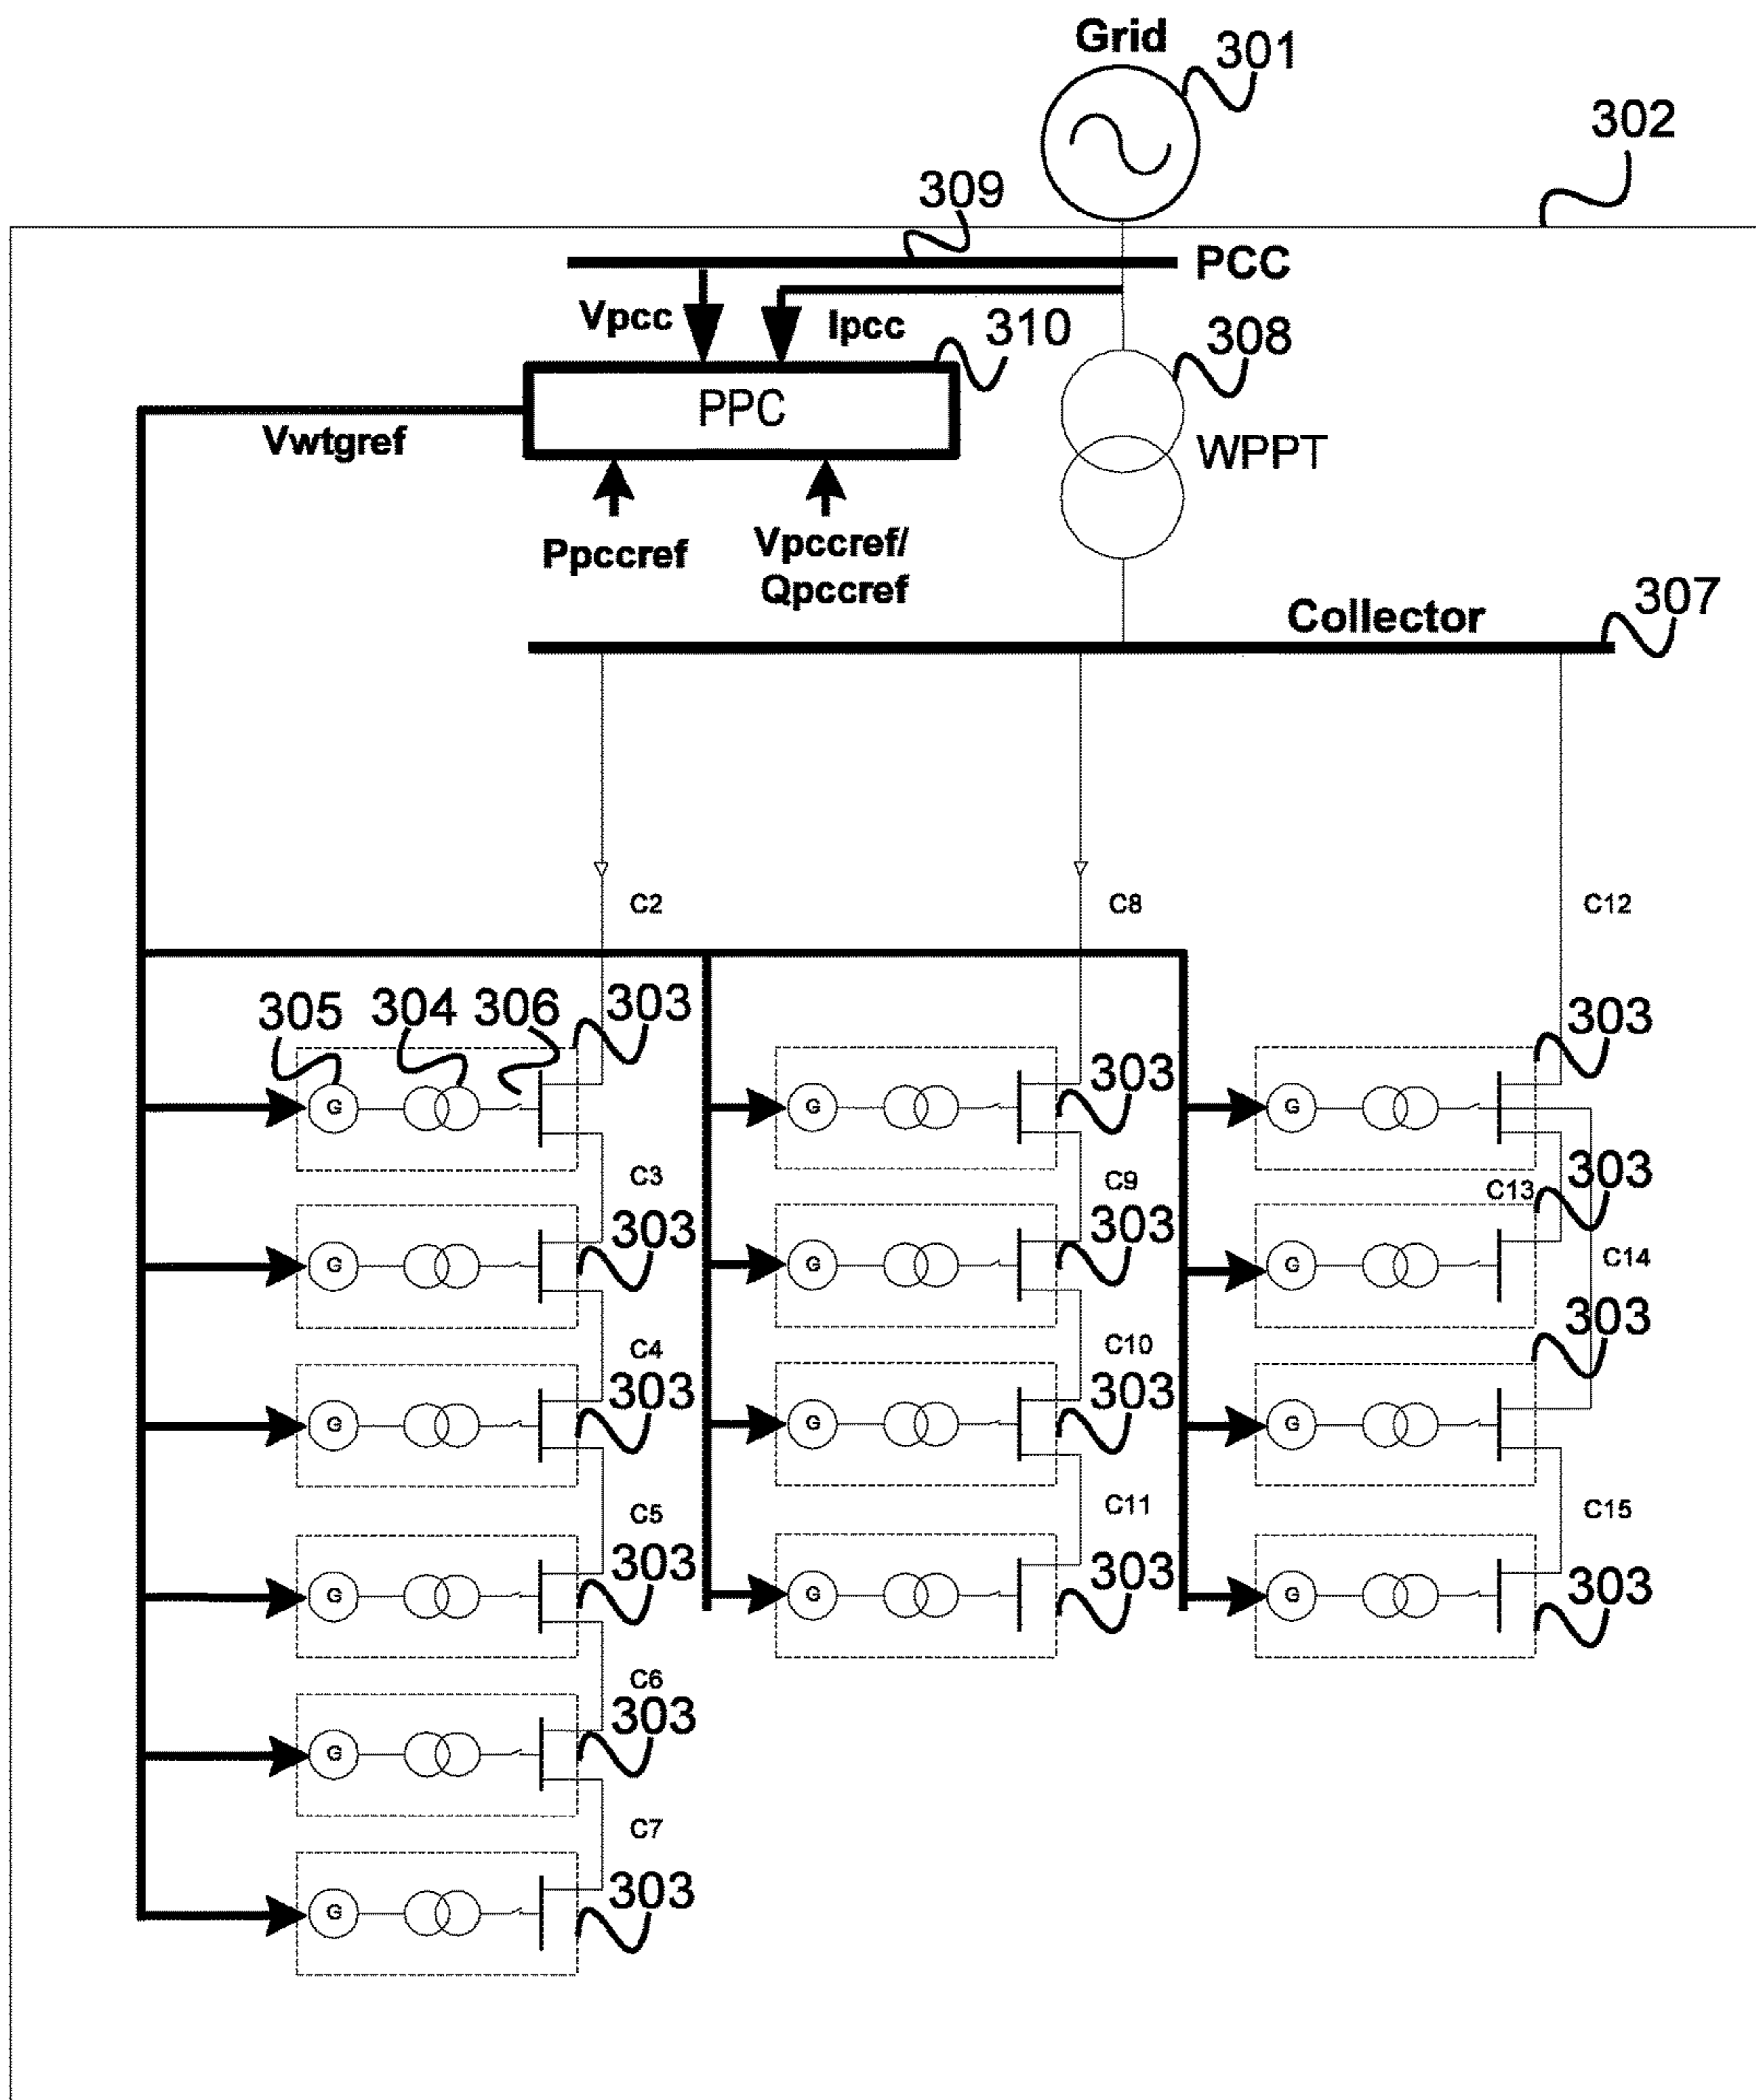 Grid
301
302
309
PCC
Vpcc
Ipcc
310
308
PPC
WPPT
Vwtgref
Ppccref
Vpccref/
Qpccref
Collector
307
C2
C8
C12
305
304
306
303
G
G
303
G
303
C3
C9
C13
303
G
303
G
303
G
C14
303
C4
C10
G
303
G
303
G
C5
C11
C15
G
303
G
303
G
303
C6
G
303
C7
G
303